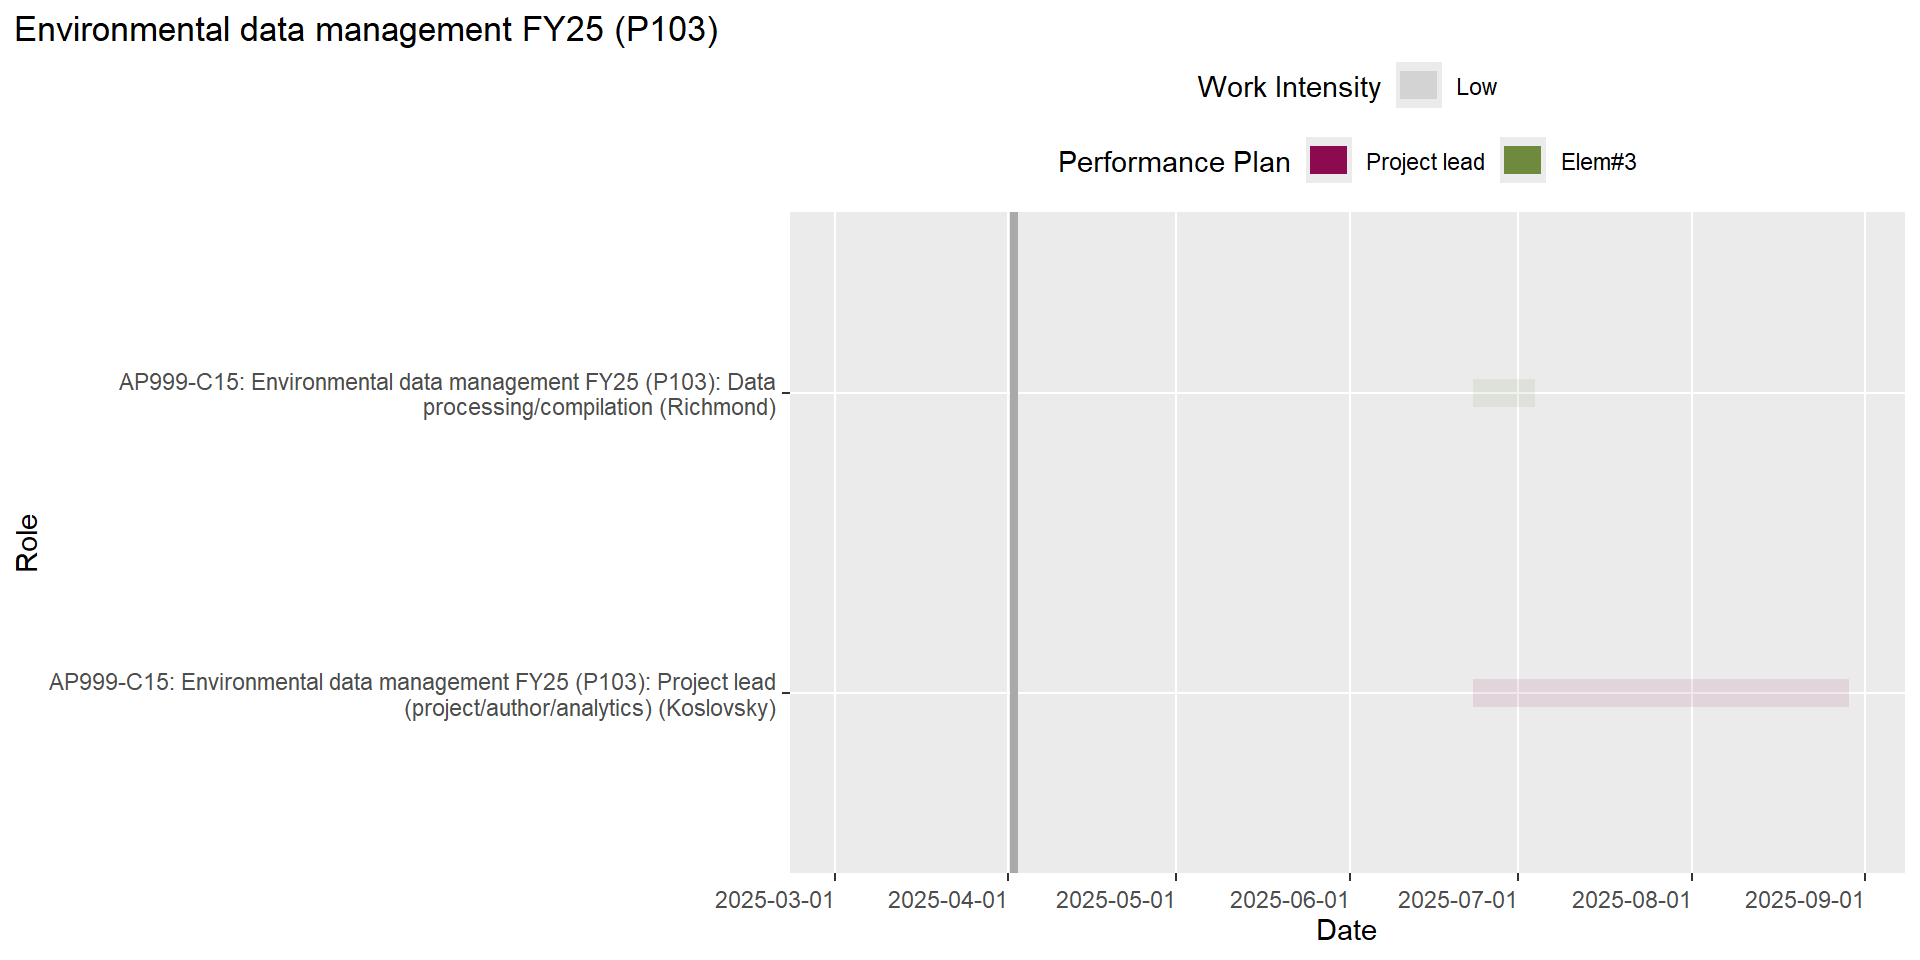 Environmental data management FY25 (P103)
Work Intensity Low
Performance Plan Project lead Elem#3
AP999-C15: Environmental data management FY25 (P103): Data
processing/compilation (Richmond)
Role
AP999-C15: Environmental data management FY25 (P103): Project lead
(project/author/analytics) (Koslovsky)
2025-03-01 2025-04-01 2025-05-01 2025-06-01 2025-07-01 2025-08-01 2025-09-01
Date